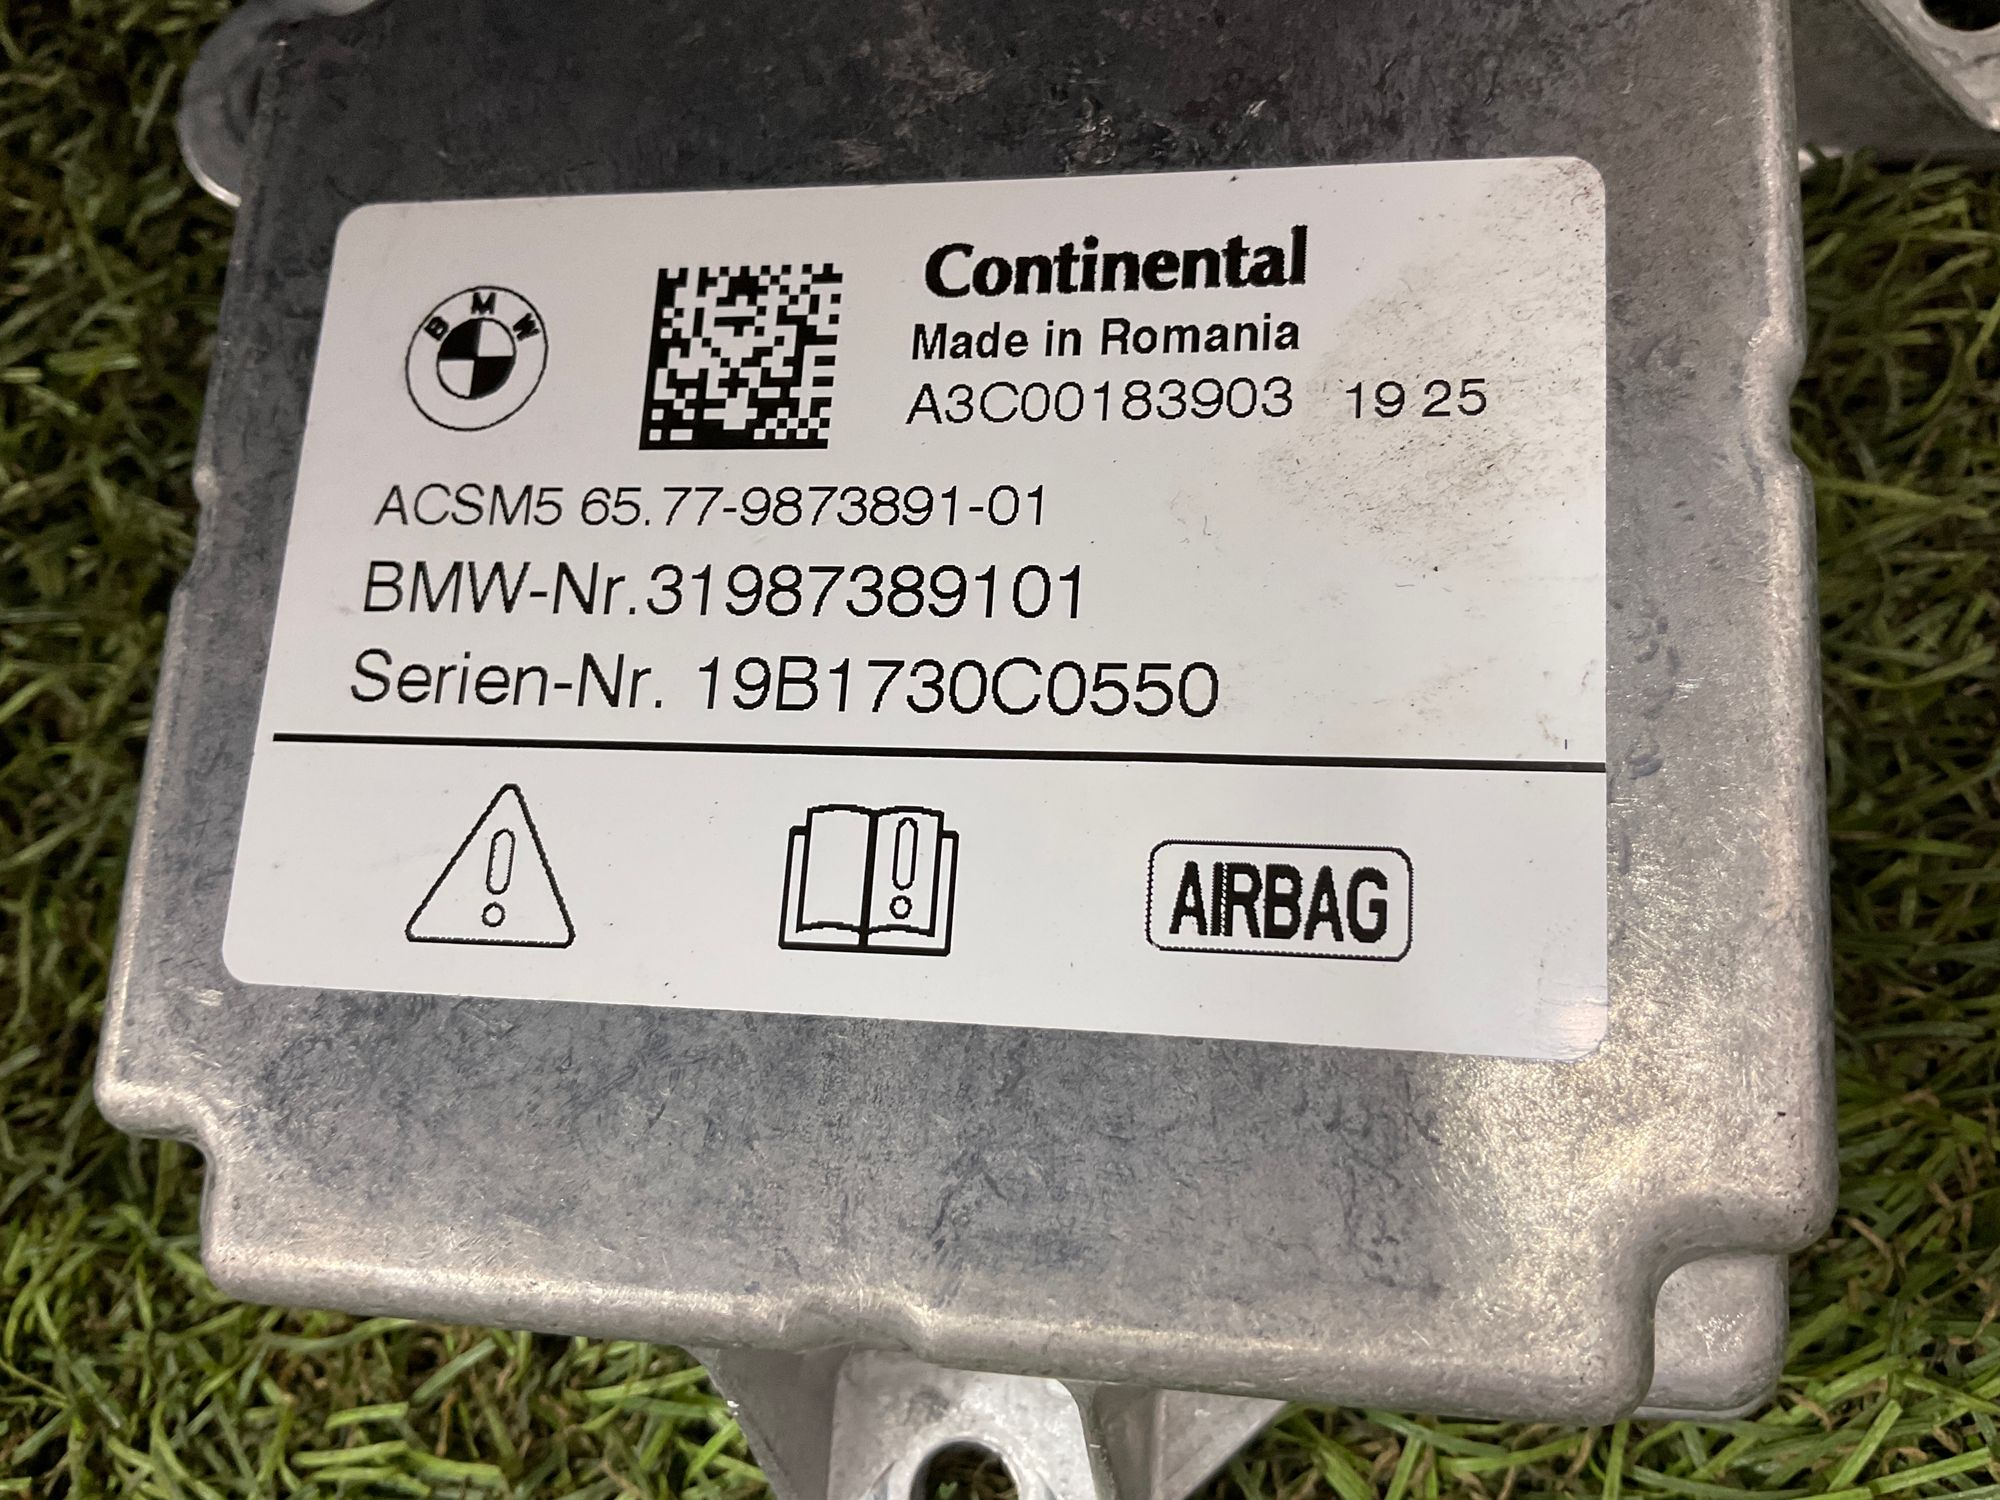 BMW
Continental
Made in Romania
A3C00183903 19 25
ACSM5 65.77-9873891-01
BMW-Nr.31987389101
Serien-Nr. 19B1730C0550
AIRBAG